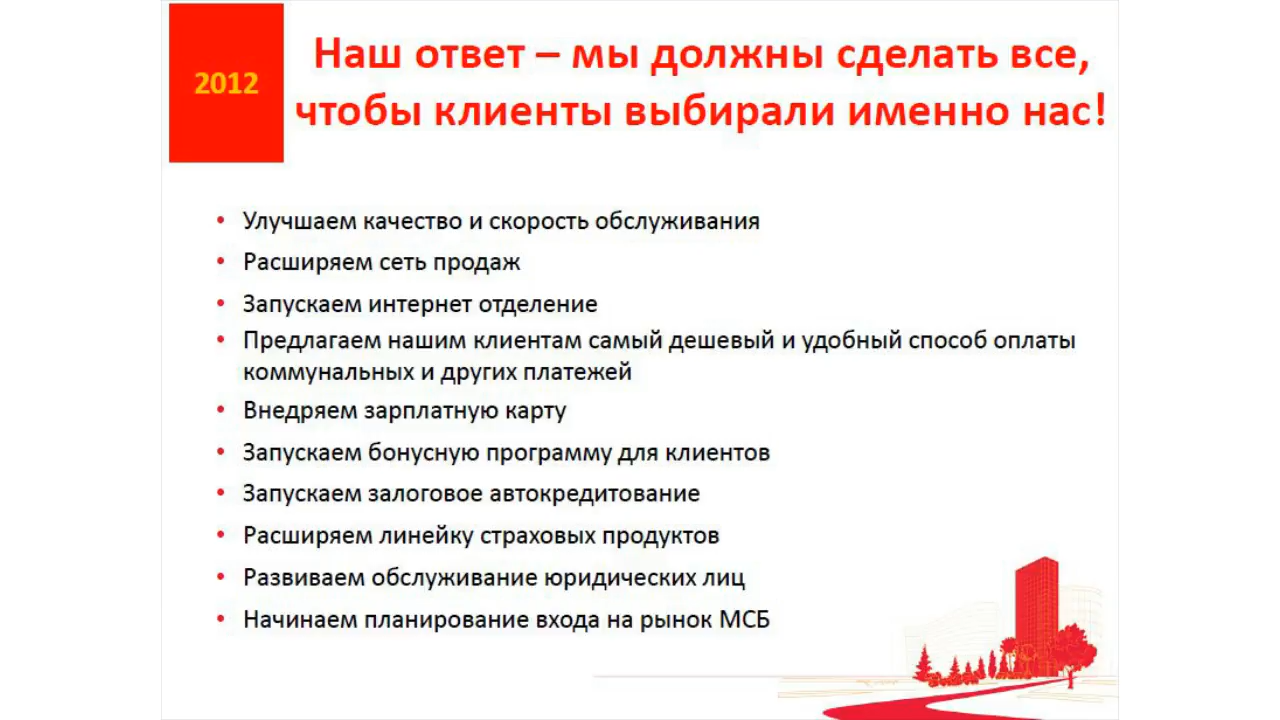 2012
Наш ответ – мы должны сделать все,
чтобы клиенты выбирали именно нас!
• Улучшаем качество и скорость обслуживания
• Расширяем сеть продаж
• Запускаем интернет отделение
• Предлагаем нашим клиентам самый дешевый и удобный способ оплаты
коммунальных и других платежей
• Внедряем зарплатную карту
• Запускаем бонусную программу для клиентов
• Запускаем залоговое автокредитование
• Расширяем линейку страховых продуктов
• Развиваем обслуживание юридических лиц
• Начинаем планирование входа на рынок МСБ